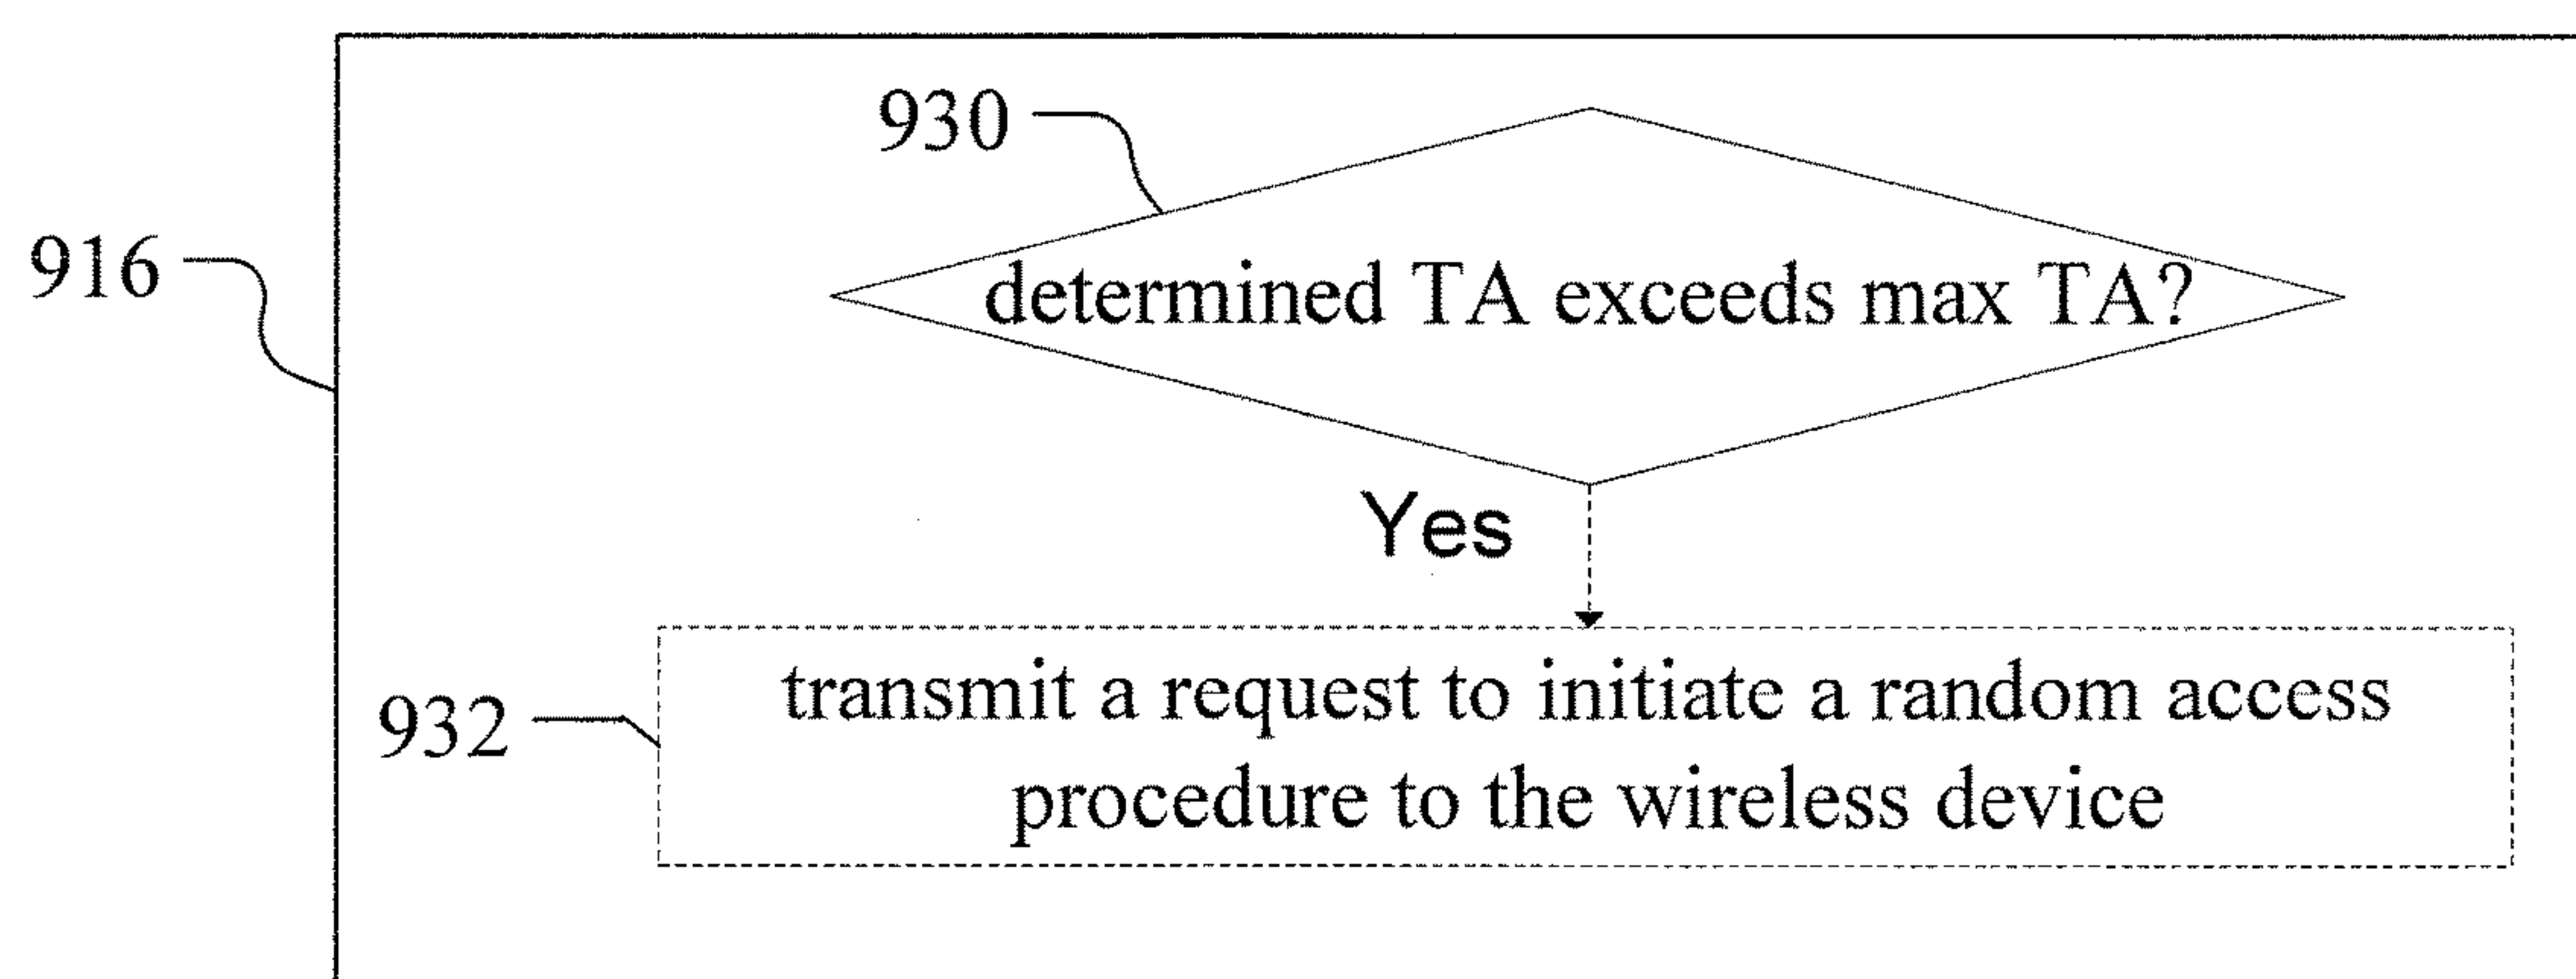 930
916
determined TA exceeds max TA?
Yes
932
transmit a request to initiate a random access
procedure to the wireless device